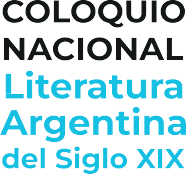 COLOQUIO
NACIONAL
Literatura
Argentina
del Siglo XIX